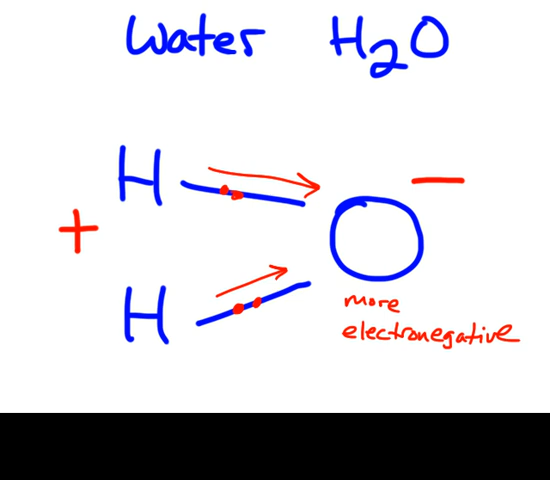 Water H2O
H
—
+
O
H
more
electronegative